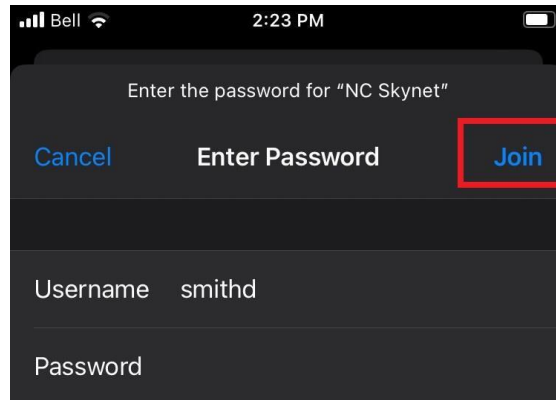 Bell 2:23 PM
Enter the password for “NC Skynet”
Cancel Enter Password Join
Username smithd
Password